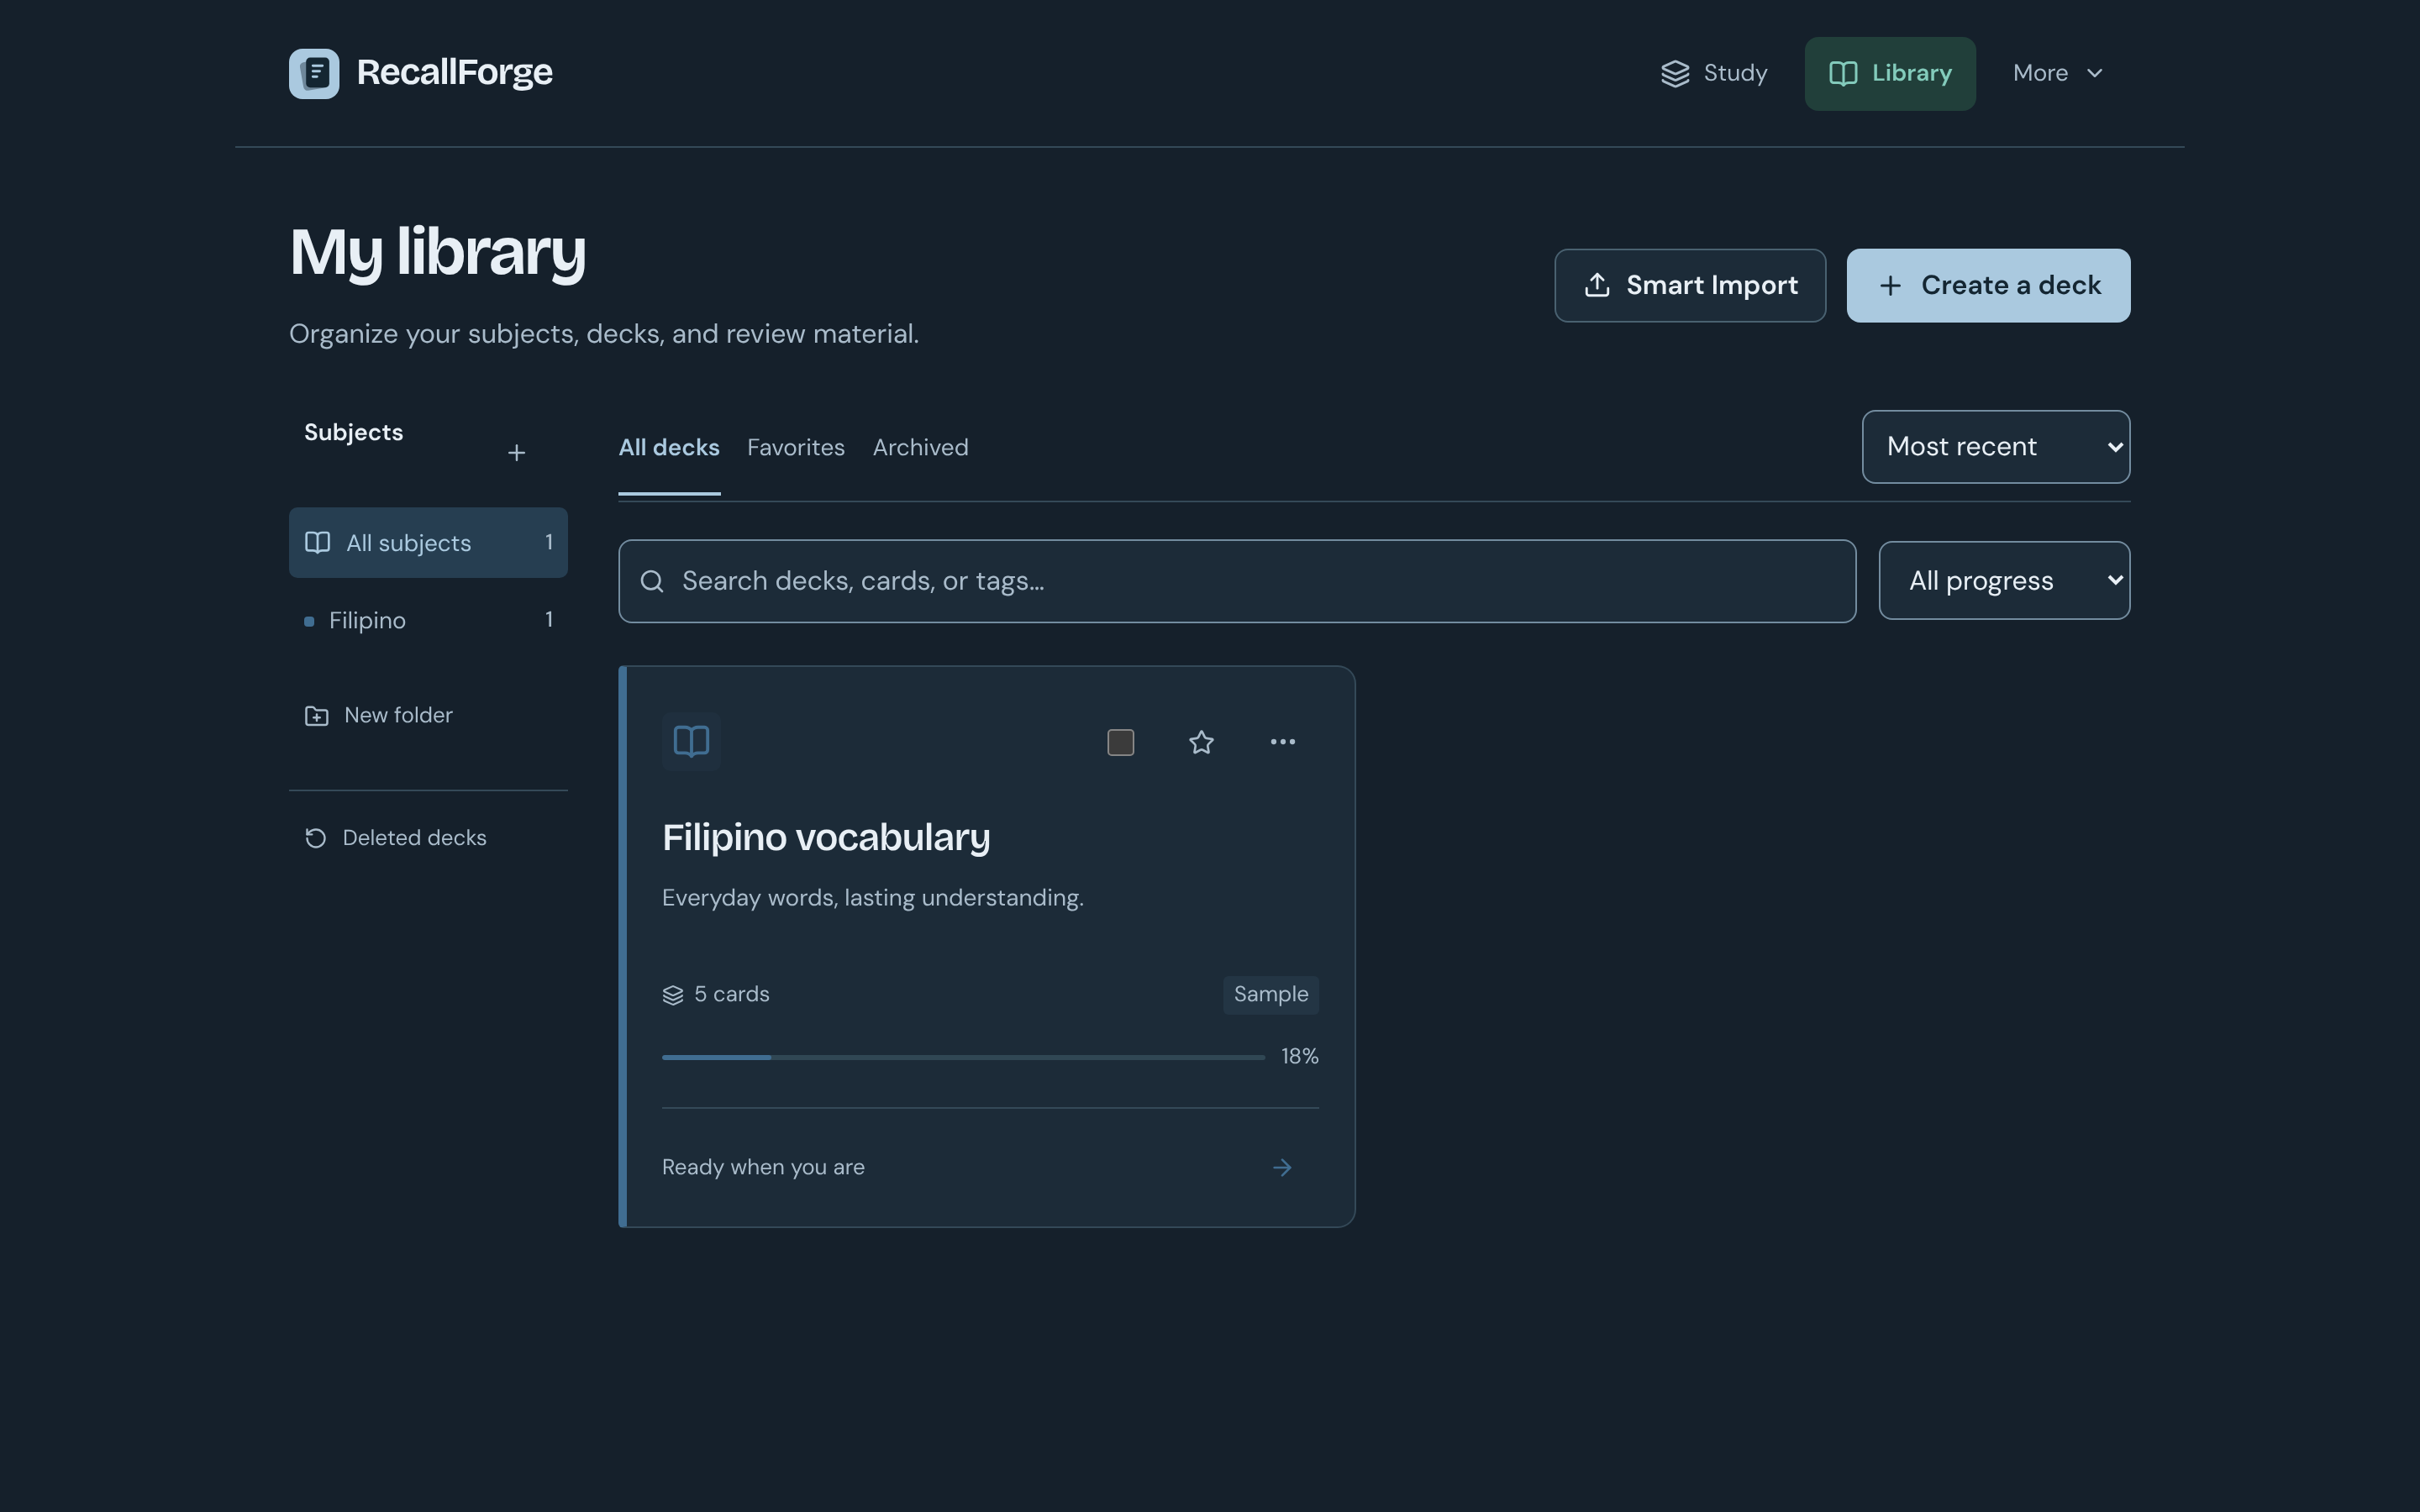 RecallForge
Study
Library
More
My library
Organize your subjects, decks, and review material.
Smart Import
Create a deck
Subjects
All subjects 1
Filipino 1
New folder
Deleted decks
All decks
Favorites
Archived
Most recent
Search decks, cards, or tags...
All progress
Filipino vocabulary
Everyday words, lasting understanding.
5 cards
Sample
18%
Ready when you are